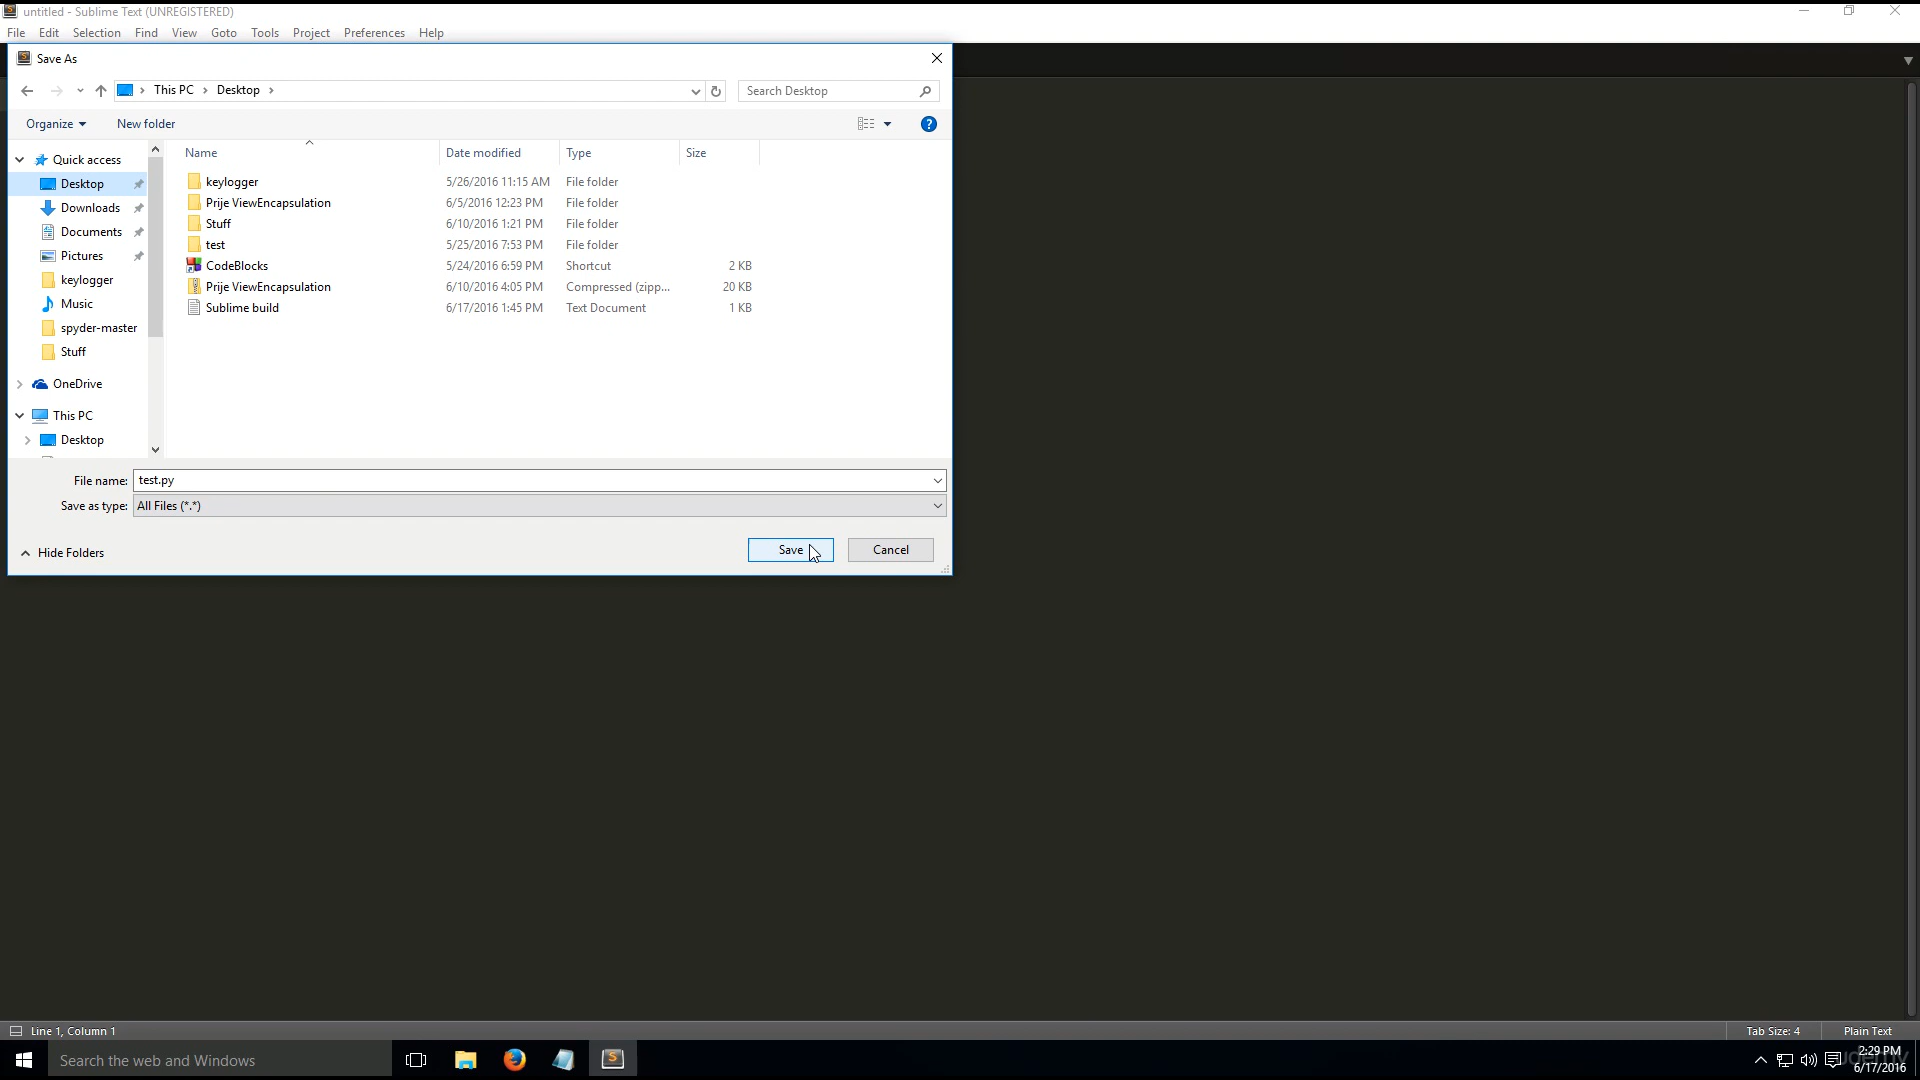 untitled - Sublime Text (UNREGISTERED)
File Edit Selection Find View Goto Tools Project Preferences Help
Save As
This PC Desktop
Search Desktop
Organize New folder
Name Date modified Type Size
Quick access
Desktop
Downloads
Documents
Pictures
keylogger
Music
spyder-master
Stuff
OneDrive
This PC
Desktop
keylogger 5/26/2016 11:15 AM File folder
Prije ViewEncapsulation 6/5/2016 12:23 PM File folder
Stuff 6/10/2016 1:21 PM File folder
test 5/25/2016 7:53 PM File folder
CodeBlocks 5/24/2016 6:59 PM Shortcut 2 KB
Prije ViewEncapsulation 6/10/2016 4:05 PM Compressed (zipp... 20 KB
Sublime build 6/17/2016 1:45 PM Text Document 1 KB
File name: test.py
Save as type: All Files (*.*)
Hide Folders
Save Cancel
Line 1, Column 1 Tab Size: 4 Plain Text
Search the web and Windows
2:29 PM
6/17/2016
udemy